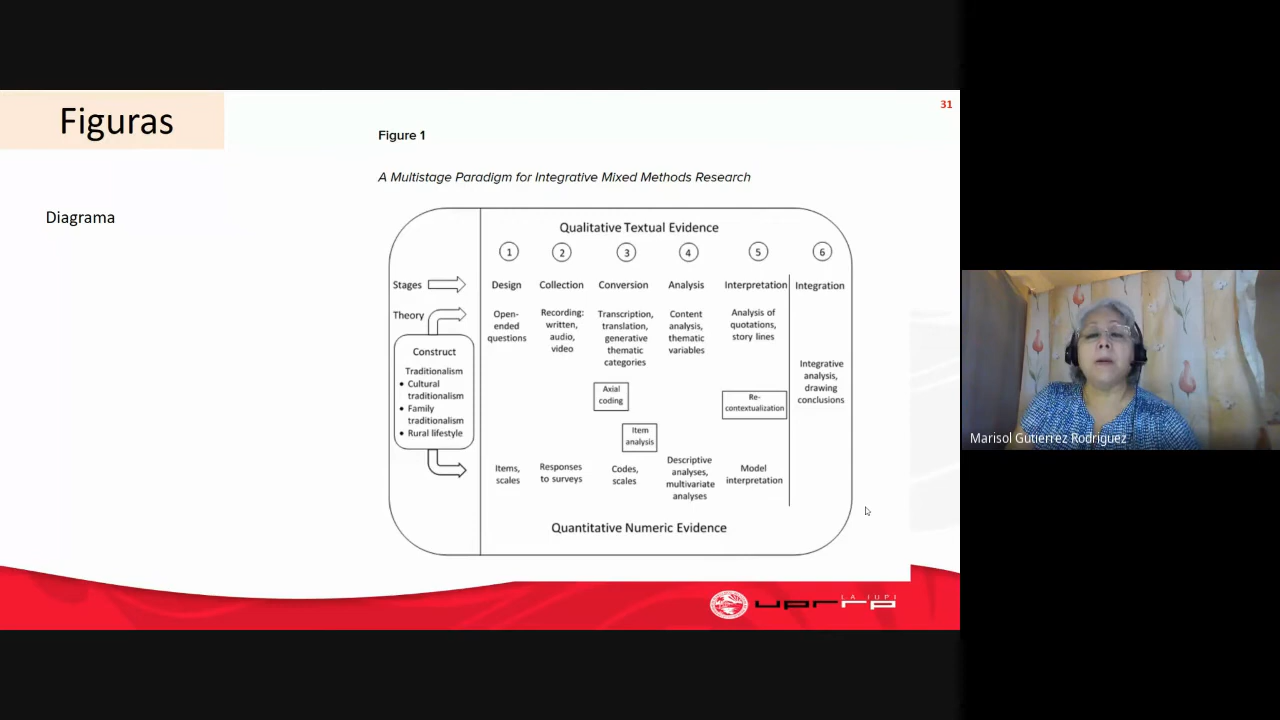 Figuras
31
Figure 1
A Multistage Paradigm for Integrative Mixed Methods Research
Diagrama
Qualitative Textual Evidence
1 2 3 4 5 6
Stages
Design Collection Conversion Analysis Interpretation Integration
Theory
Open-
ended
questions
Recording:
written,
audio,
video
Transcription,
translation,
generative
thematic
categories
Content
analysis,
thematic
variables
Analysis of
quotations,
story lines
Construct
Traditionalism
• Cultural
traditionalism
• Family
traditionalism
• Rural lifestyle
Integrative
analysis,
drawing
conclusions
Axial
coding
Re-
contextualization
Item
analysis
Items,
scales
Responses
to surveys
Codes,
scales
Descriptive
analyses,
multivariate
analyses
Model
interpretation
Quantitative Numeric Evidence
LA IUPI
uprrp
Marisol Gutierrez Rodriguez